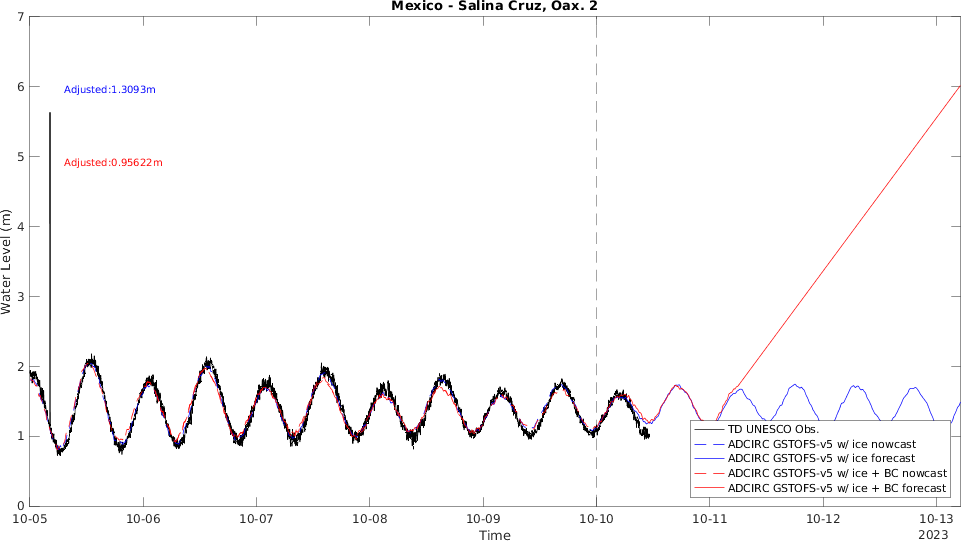 Mexico - Salina Cruz, Oax. 2
7
6
5
4
3
2
1
0
Water Level (m)
Adjusted:1.3093m
Adjusted:0.95622m
TD UNESCO Obs.
ADCIRC GSTOFS-v5 w/ ice nowcast
ADCIRC GSTOFS-v5 w/ ice forecast
ADCIRC GSTOFS-v5 w/ ice + BC nowcast
ADCIRC GSTOFS-v5 w/ ice + BC forecast
10-05 10-06 10-07 10-08 10-09 10-10 10-11 10-12 10-13
Time
2023